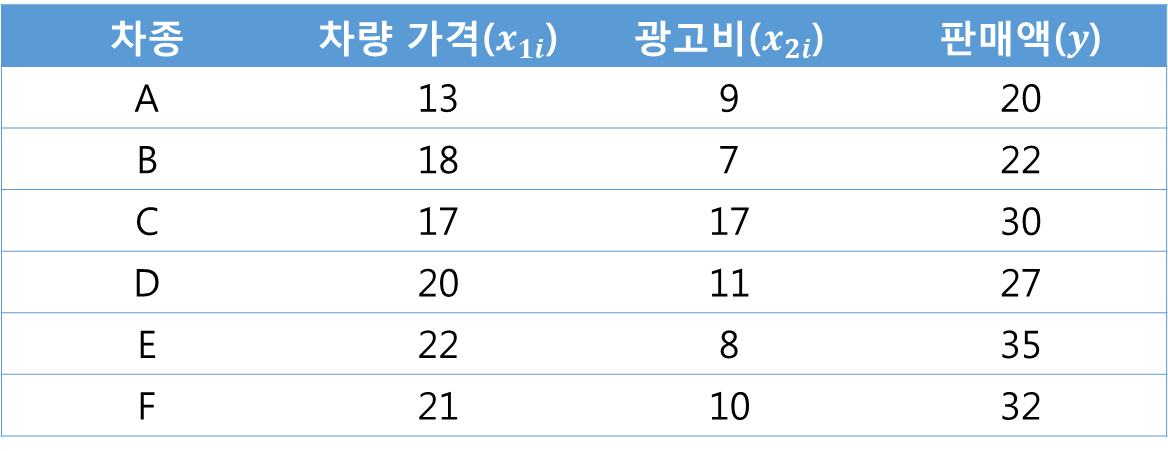 차종 차량 가격(x₁ᵢ) 광고비(x₂ᵢ) 판매액(y)
A 13 9 20
B 18 7 22
C 17 17 30
D 20 11 27
E 22 8 35
F 21 10 32